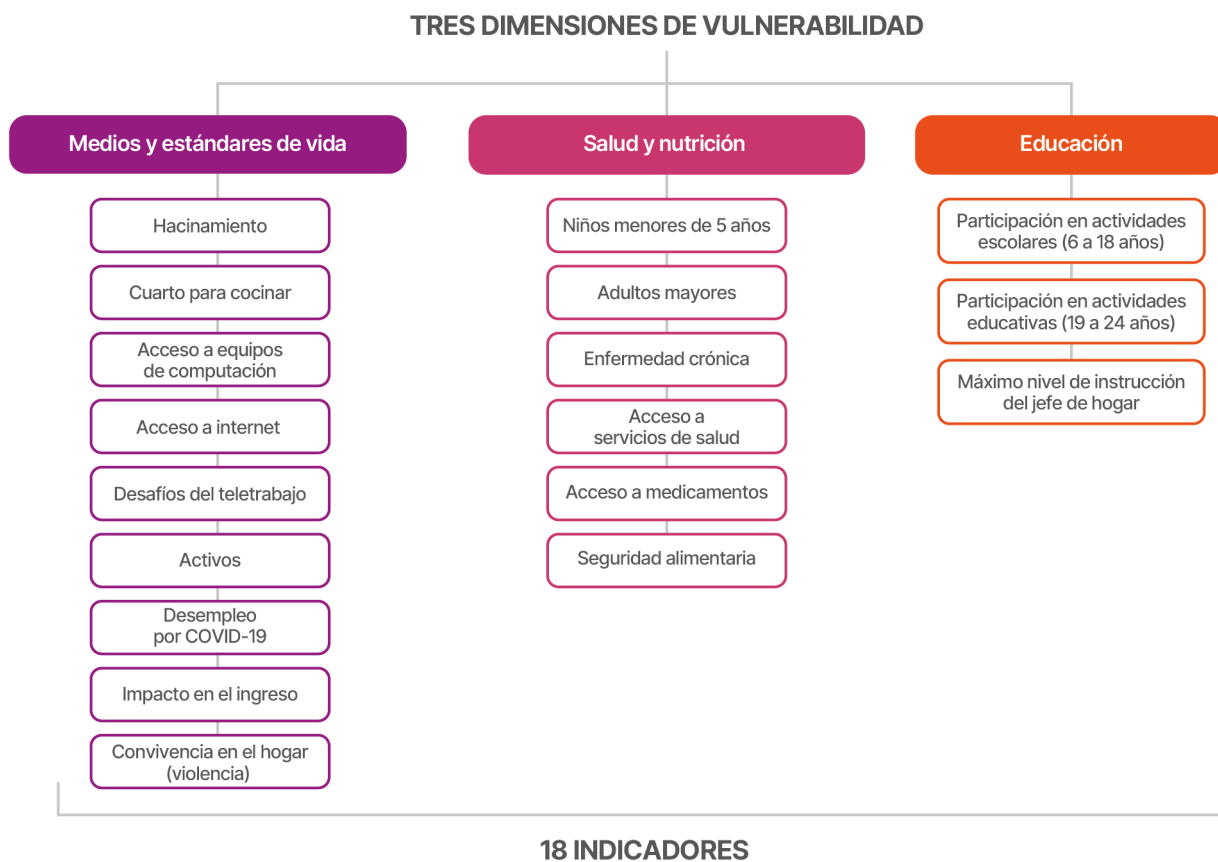 TRES DIMENSIONES DE VULNERABILIDAD
Medios y estándares de vida
Hacinamiento
Cuarto para cocinar
Acceso a equipos
de computación
Acceso a internet
Desafíos del teletrabajo
Activos
Desempleo
por COVID-19
Impacto en el ingreso
Convivencia en el hogar
(violencia)
Salud y nutrición
Niños menores de 5 años
Adultos mayores
Enfermedad crónica
Acceso a
servicios de salud
Acceso a medicamentos
Seguridad alimentaria
Educación
Participación en actividades
escolares (6 a 18 años)
Participación en actividades
educativas (19 a 24 años)
Máximo nivel de instrucción
del jefe de hogar
18 INDICADORES